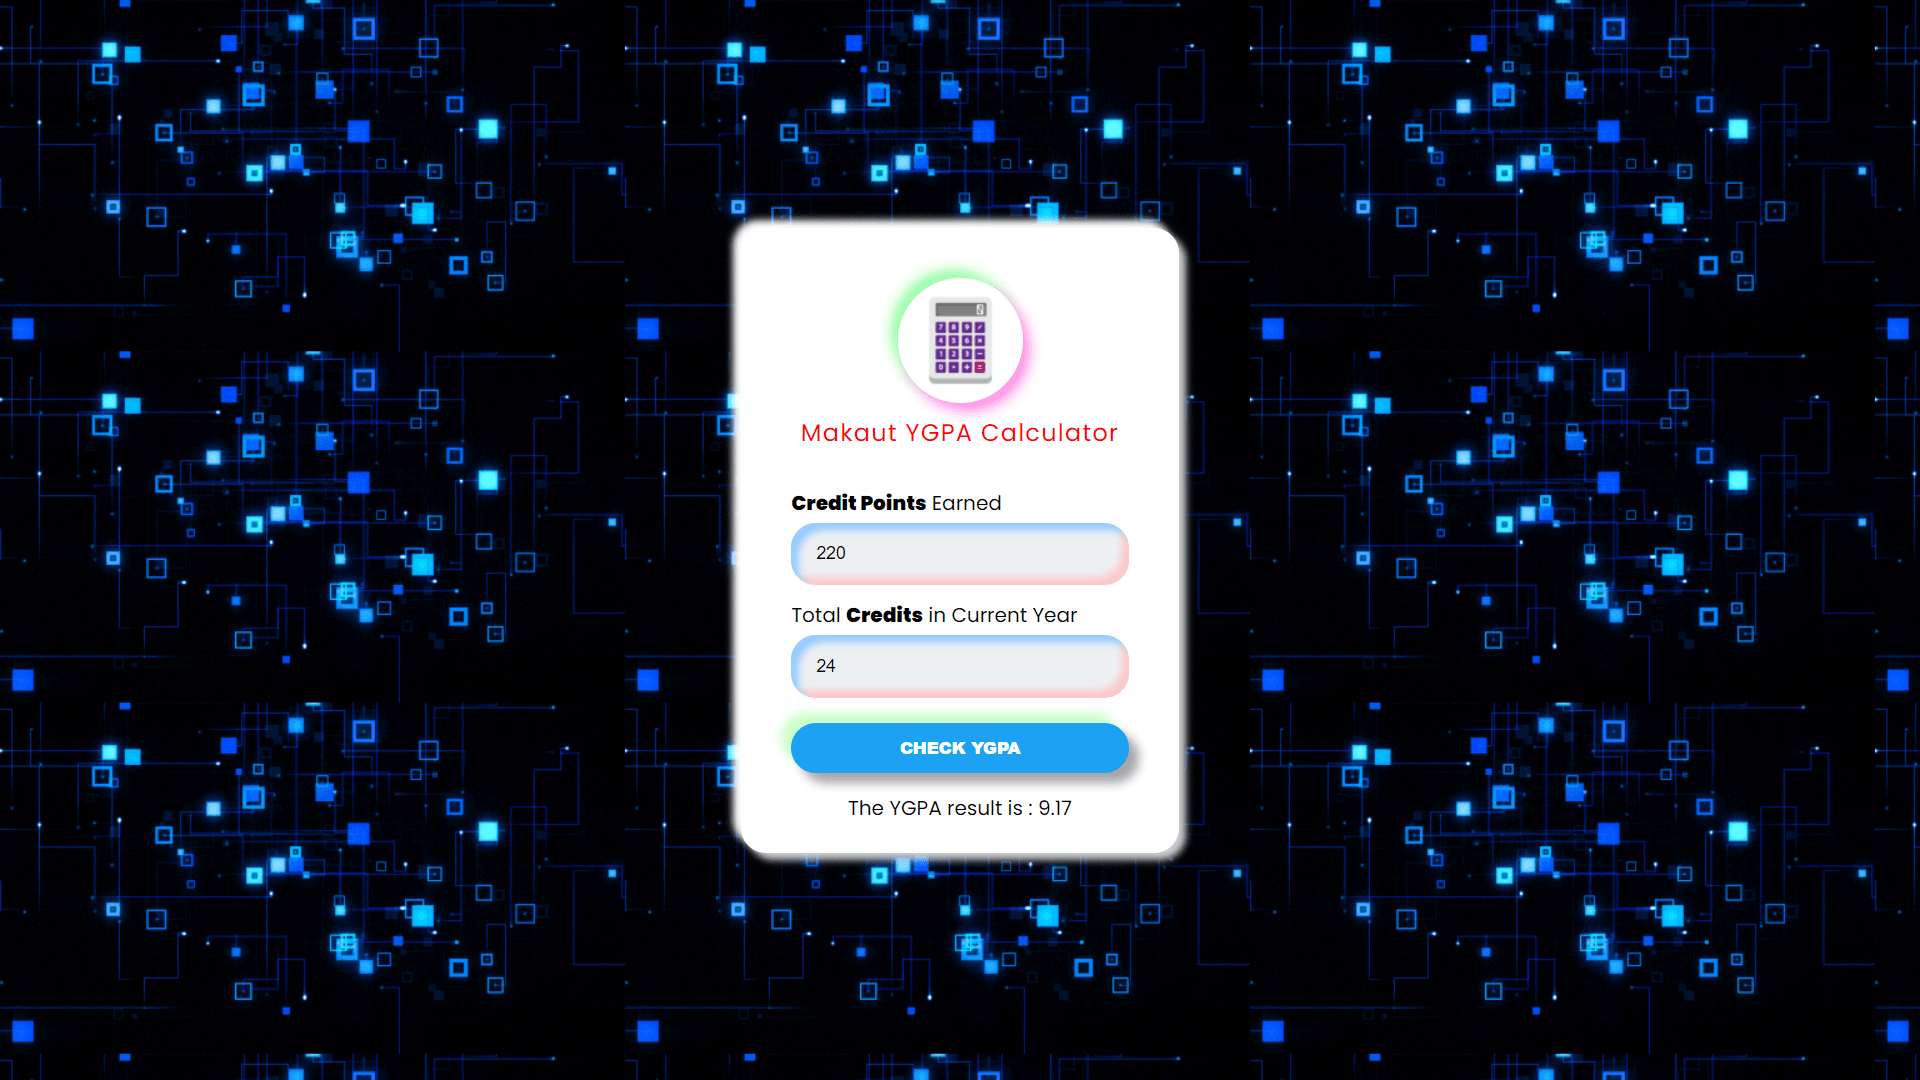 Makaut YGPA Calculator
Credit Points Earned
220
Total Credits in Current Year
24
CHECK YGPA
The YGPA result is : 9.17